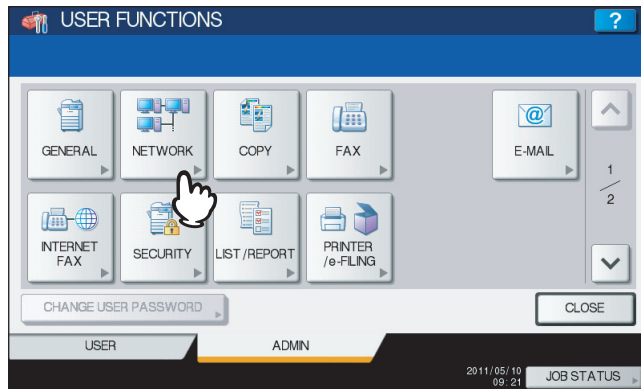 USER FUNCTIONS
?
GENERAL
NETWORK
COPY
FAX
@
E-MAIL
1
2
INTERNET
FAX
SECURITY
LIST/REPORT
PRINTER
/e-FILING
CHANGE USER PASSWORD
CLOSE
USER
ADMIN
2011/05/10
09:21
JOB STATUS